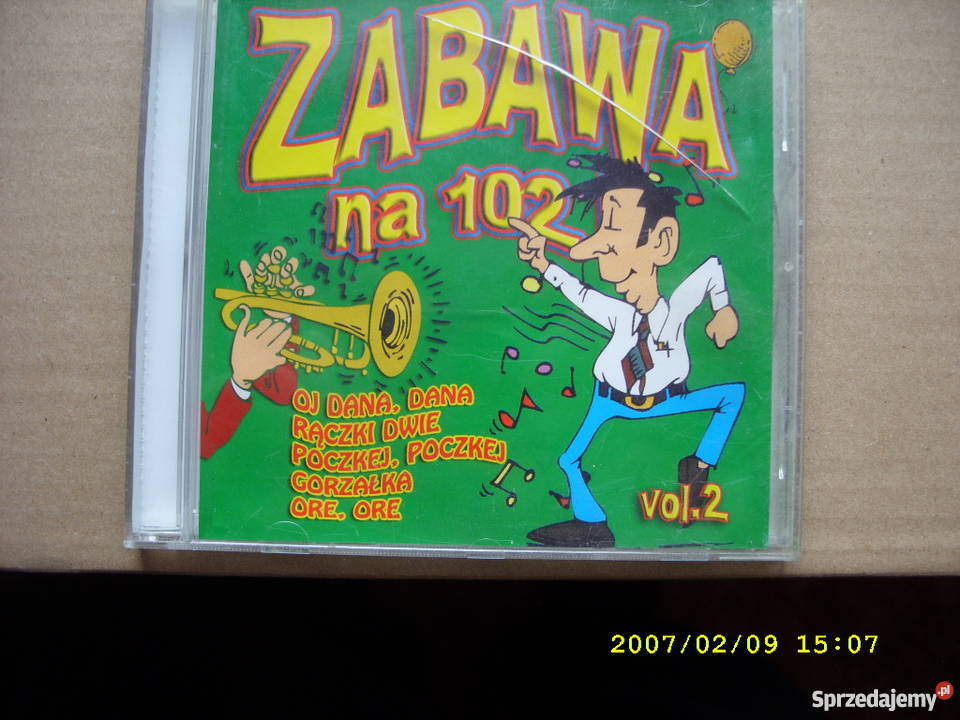 ZABAWA
na 102
OJ DANA, DANA
RĄCZKI DWIE
POCZKEJ, POCZKEJ
GORZAŁKA
ORE, ORE
vol.2
2007/02/09 15:07
Sprzedajemy.pl